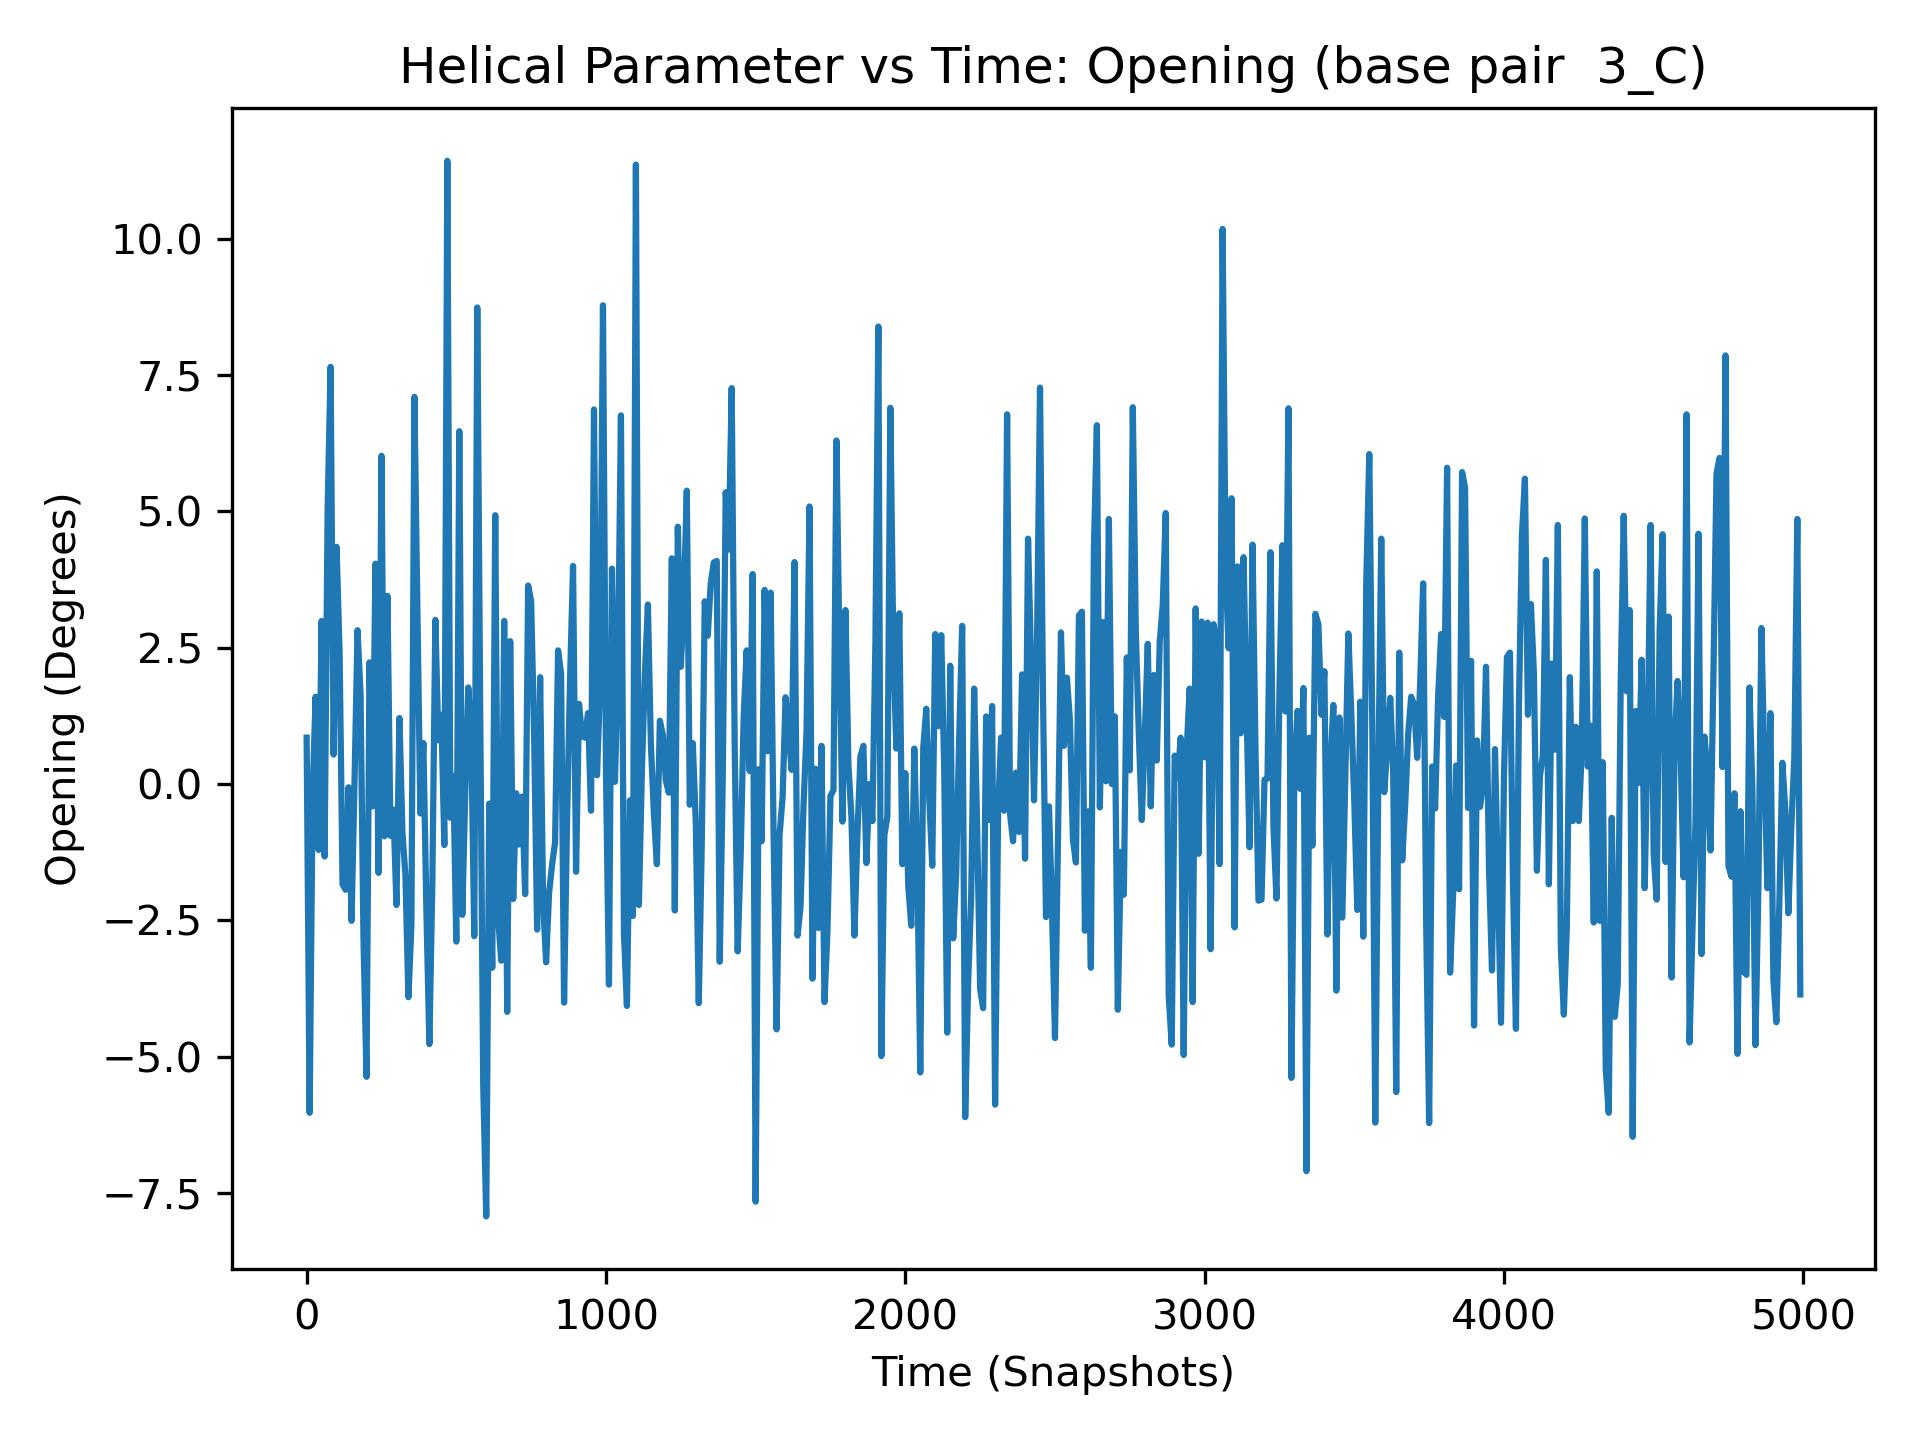 Helical Parameter vs Time: Opening (base pair  3_C)
Opening (Degrees)
10.0
7.5
5.0
2.5
0.0
−2.5
−5.0
−7.5
0 1000 2000 3000 4000 5000
Time (Snapshots)